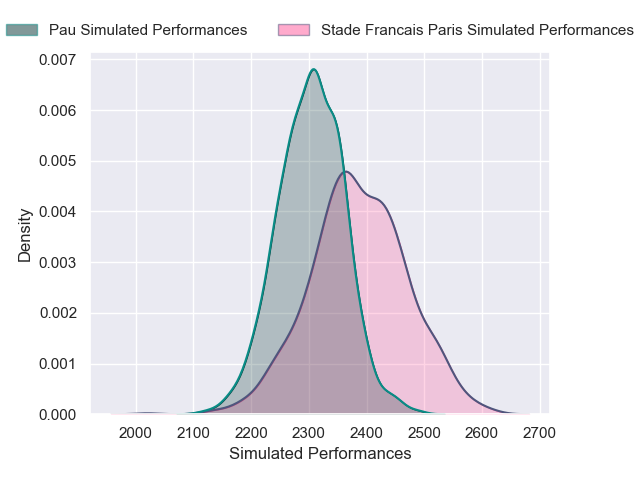 Pau Simulated Performances
Stade Francais Paris Simulated Performances
0.007
0.006
0.005
0.004
0.003
0.002
0.001
0.000
Density
2000 2100 2200 2300 2400 2500 2600 2700
Simulated Performances